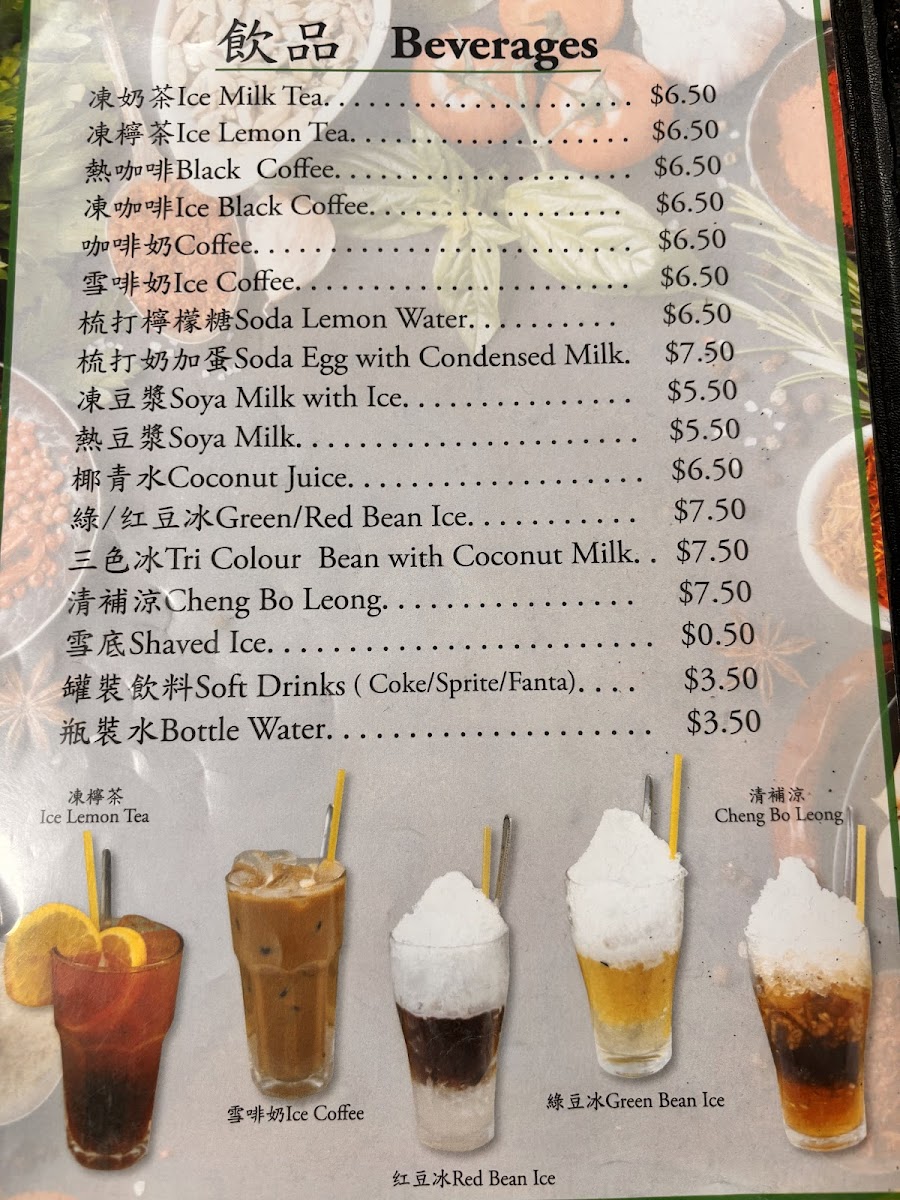 飲品 Beverages
凍奶茶Ice Milk Tea. . . . . . . . . . . . . . . . . . . . . . $6.50
凍檸茶Ice Lemon Tea. . . . . . . . . . . . . . . . . . . . $6.50
熱咖啡Black Coffee. . . . . . . . . . . . . . . . . . . . . $6.50
凍咖啡Ice Black Coffee. . . . . . . . . . . . . . . . . . $6.50
咖啡奶Coffee. . . . . . . . . . . . . . . . . . . . . . . . . . . $6.50
雪啡奶Ice Coffee. . . . . . . . . . . . . . . . . . . . . . . . $6.50
梳打檸檬糖Soda Lemon Water. . . . . . . . . . . $6.50
梳打奶加蛋Soda Egg with Condensed Milk. $7.50
凍豆漿Soya Milk with Ice. . . . . . . . . . . . . . . . $5.50
熱豆漿Soya Milk. . . . . . . . . . . . . . . . . . . . . . . . $5.50
椰青水Coconut Juice. . . . . . . . . . . . . . . . . . . . $6.50
綠/红豆冰Green/Red Bean Ice. . . . . . . . . . . $7.50
三色冰Tri Colour Bean with Coconut Milk. . $7.50
清補涼Cheng Bo Leong. . . . . . . . . . . . . . . . . $7.50
雪底Shaved Ice. . . . . . . . . . . . . . . . . . . . . . . . . . $0.50
罐裝飲料Soft Drinks ( Coke/Sprite/Fanta). . . . $3.50
瓶裝水Bottle Water. . . . . . . . . . . . . . . . . . . . . $3.50
凍檸茶
Ice Lemon Tea
清補涼
Cheng Bo Leong
雪啡奶Ice Coffee
綠豆冰Green Bean Ice
红豆冰Red Bean Ice